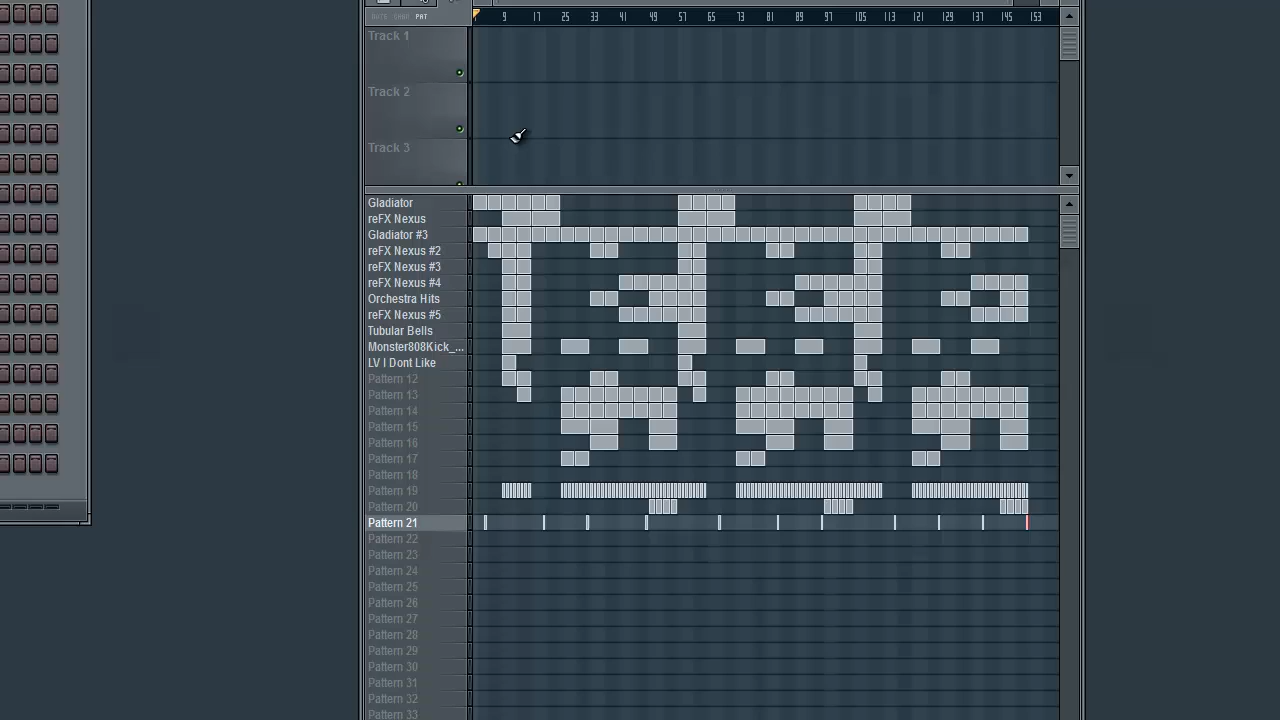 PAT
9 17 25 33 41 49 57 65 73 81 89 97 105 113 121 129 137 145 153
Track 1
Track 2
Track 3
Gladiator
reFX Nexus
Gladiator #3
reFX Nexus #2
reFX Nexus #3
reFX Nexus #4
Orchestra Hits
reFX Nexus #5
Tubular Bells
Monster808Kick_...
LV I Dont Like
Pattern 12
Pattern 13
Pattern 14
Pattern 15
Pattern 16
Pattern 17
Pattern 18
Pattern 19
Pattern 20
Pattern 21
Pattern 22
Pattern 23
Pattern 24
Pattern 25
Pattern 26
Pattern 27
Pattern 28
Pattern 29
Pattern 30
Pattern 31
Pattern 32
Pattern 33